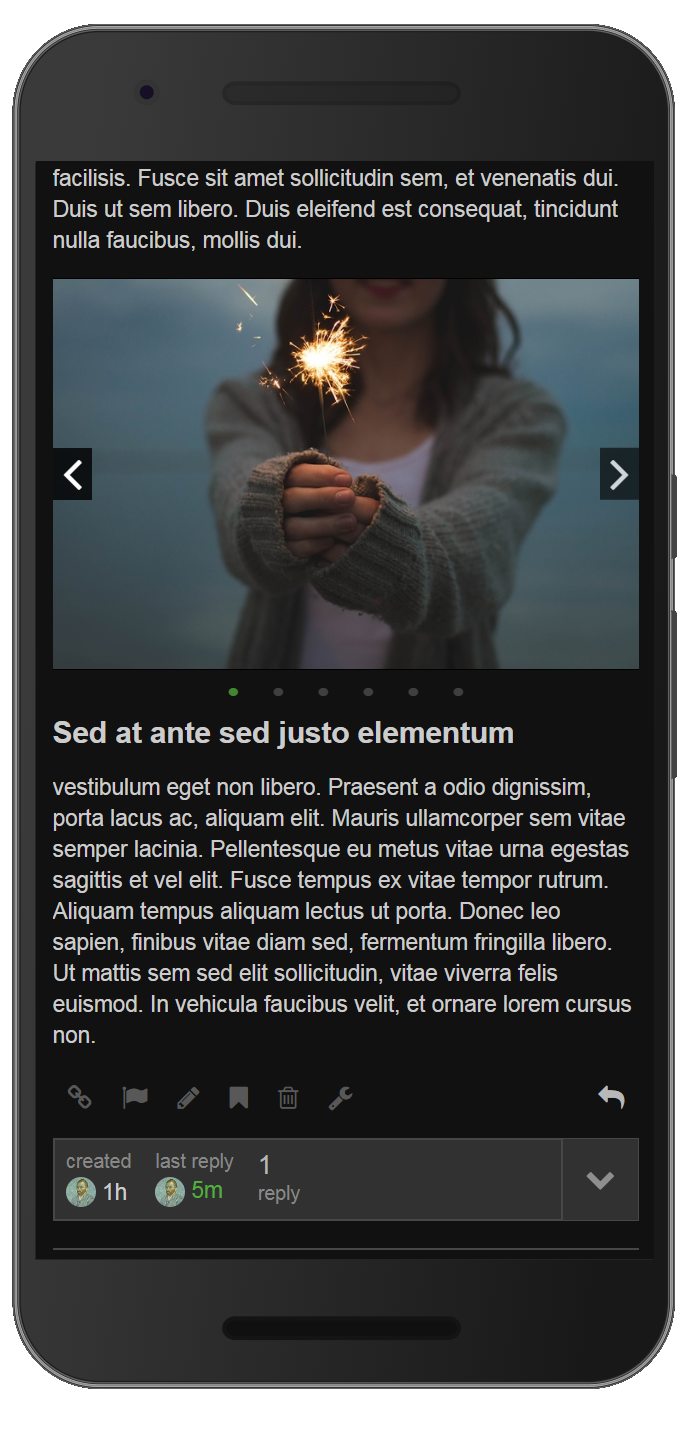 facilisis. Fusce sit amet sollicitudin sem, et venenatis dui.
Duis ut sem libero. Duis eleifend est consequat, tincidunt
nulla faucibus, mollis dui.
Sed at ante sed justo elementum
vestibulum eget non libero. Praesent a odio dignissim,
porta lacus ac, aliquam elit. Mauris ullamcorper sem vitae
semper lacinia. Pellentesque eu metus vitae urna egestas
sagittis et vel elit. Fusce tempus ex vitae tempor rutrum.
Aliquam tempus aliquam lectus ut porta. Donec leo
sapien, finibus vitae diam sed, fermentum fringilla libero.
Ut mattis sem sed elit sollicitudin, vitae viverra felis
euismod. In vehicula faucibus velit, et ornare lorem cursus
non.
created last reply 1
1h 5m reply